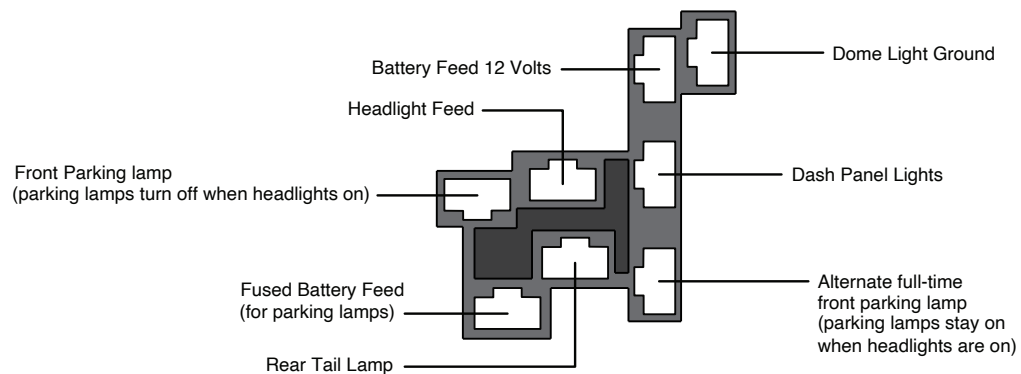 Dome Light Ground
Battery Feed 12 Volts
Headlight Feed
Front Parking lamp
(parking lamps turn off when headlights on)
Dash Panel Lights
Fused Battery Feed
(for parking lamps)
Alternate full-time
front parking lamp
(parking lamps stay on
when headlights are on)
Rear Tail Lamp